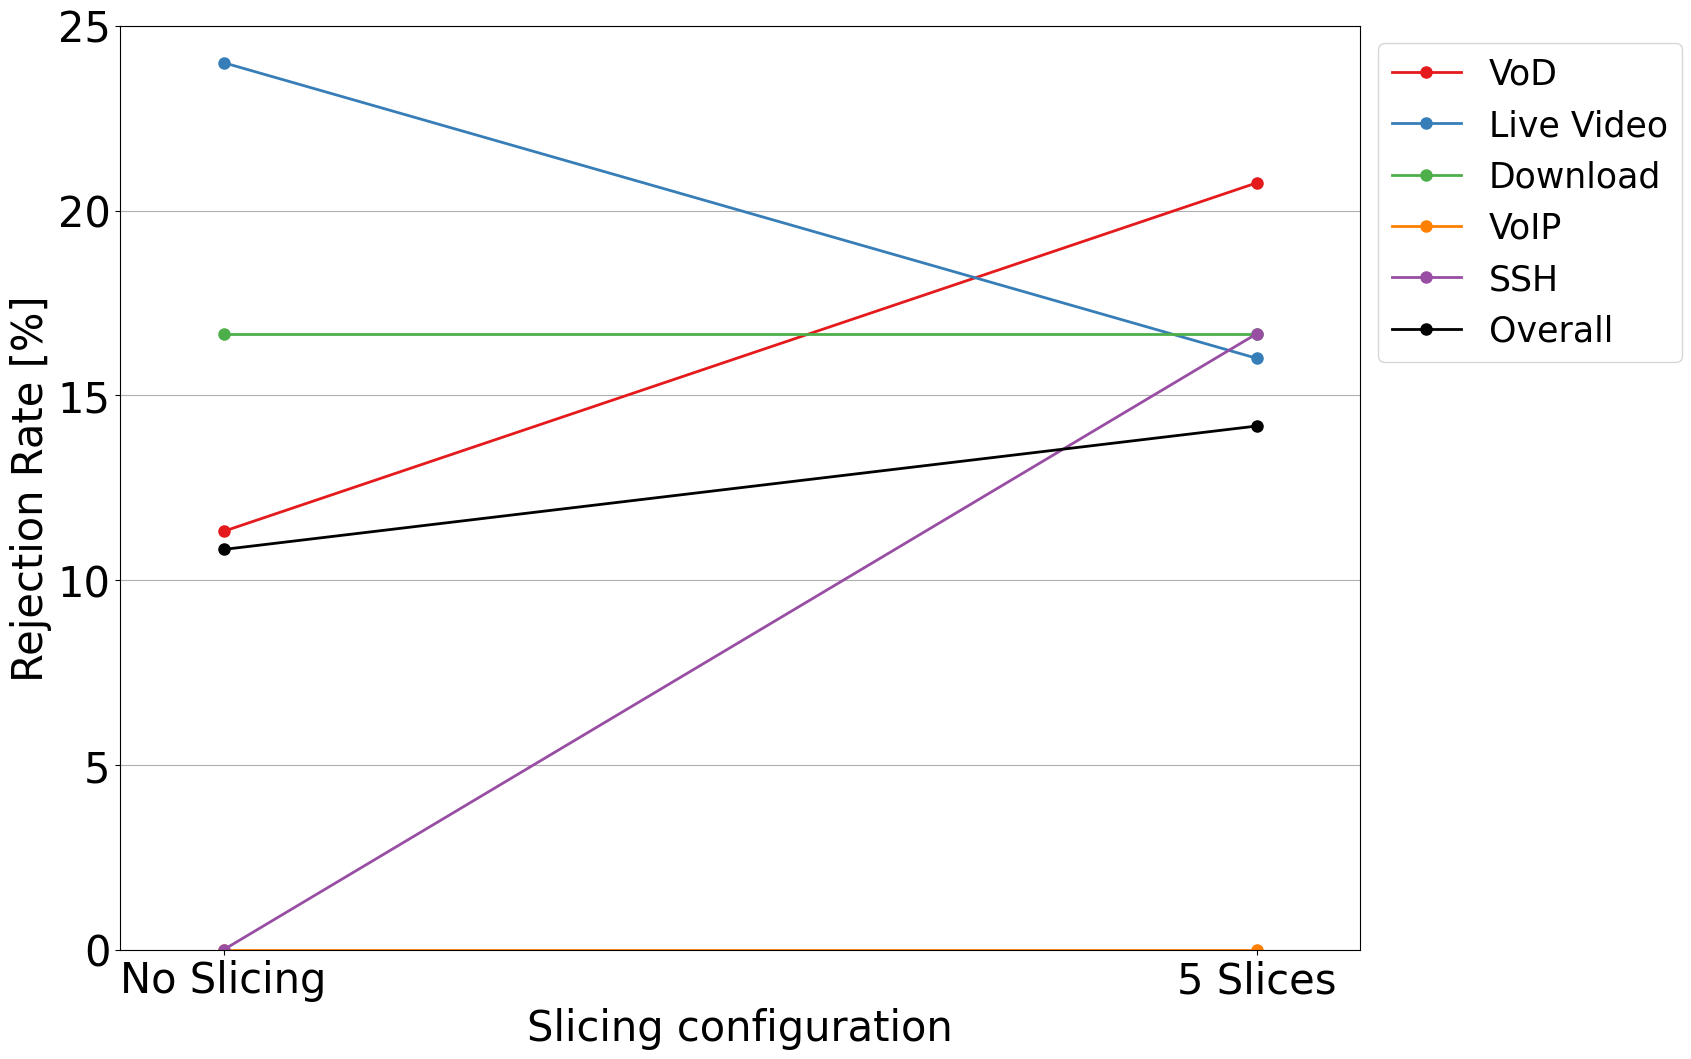 Rejection Rate [%]
25
20
15
10
5
0
No Slicing
5 Slices
Slicing configuration
VoD
Live Video
Download
VoIP
SSH
Overall